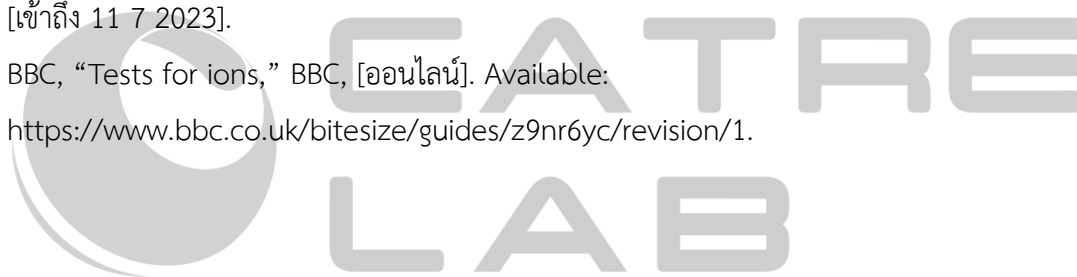 [เข้าถึง 11 7 2023].
BBC, “Tests for ions,” BBC, [ออนไลน์]. Available:
https://www.bbc.co.uk/bitesize/guides/z9nr6yc/revision/1.
CATRE
LAB